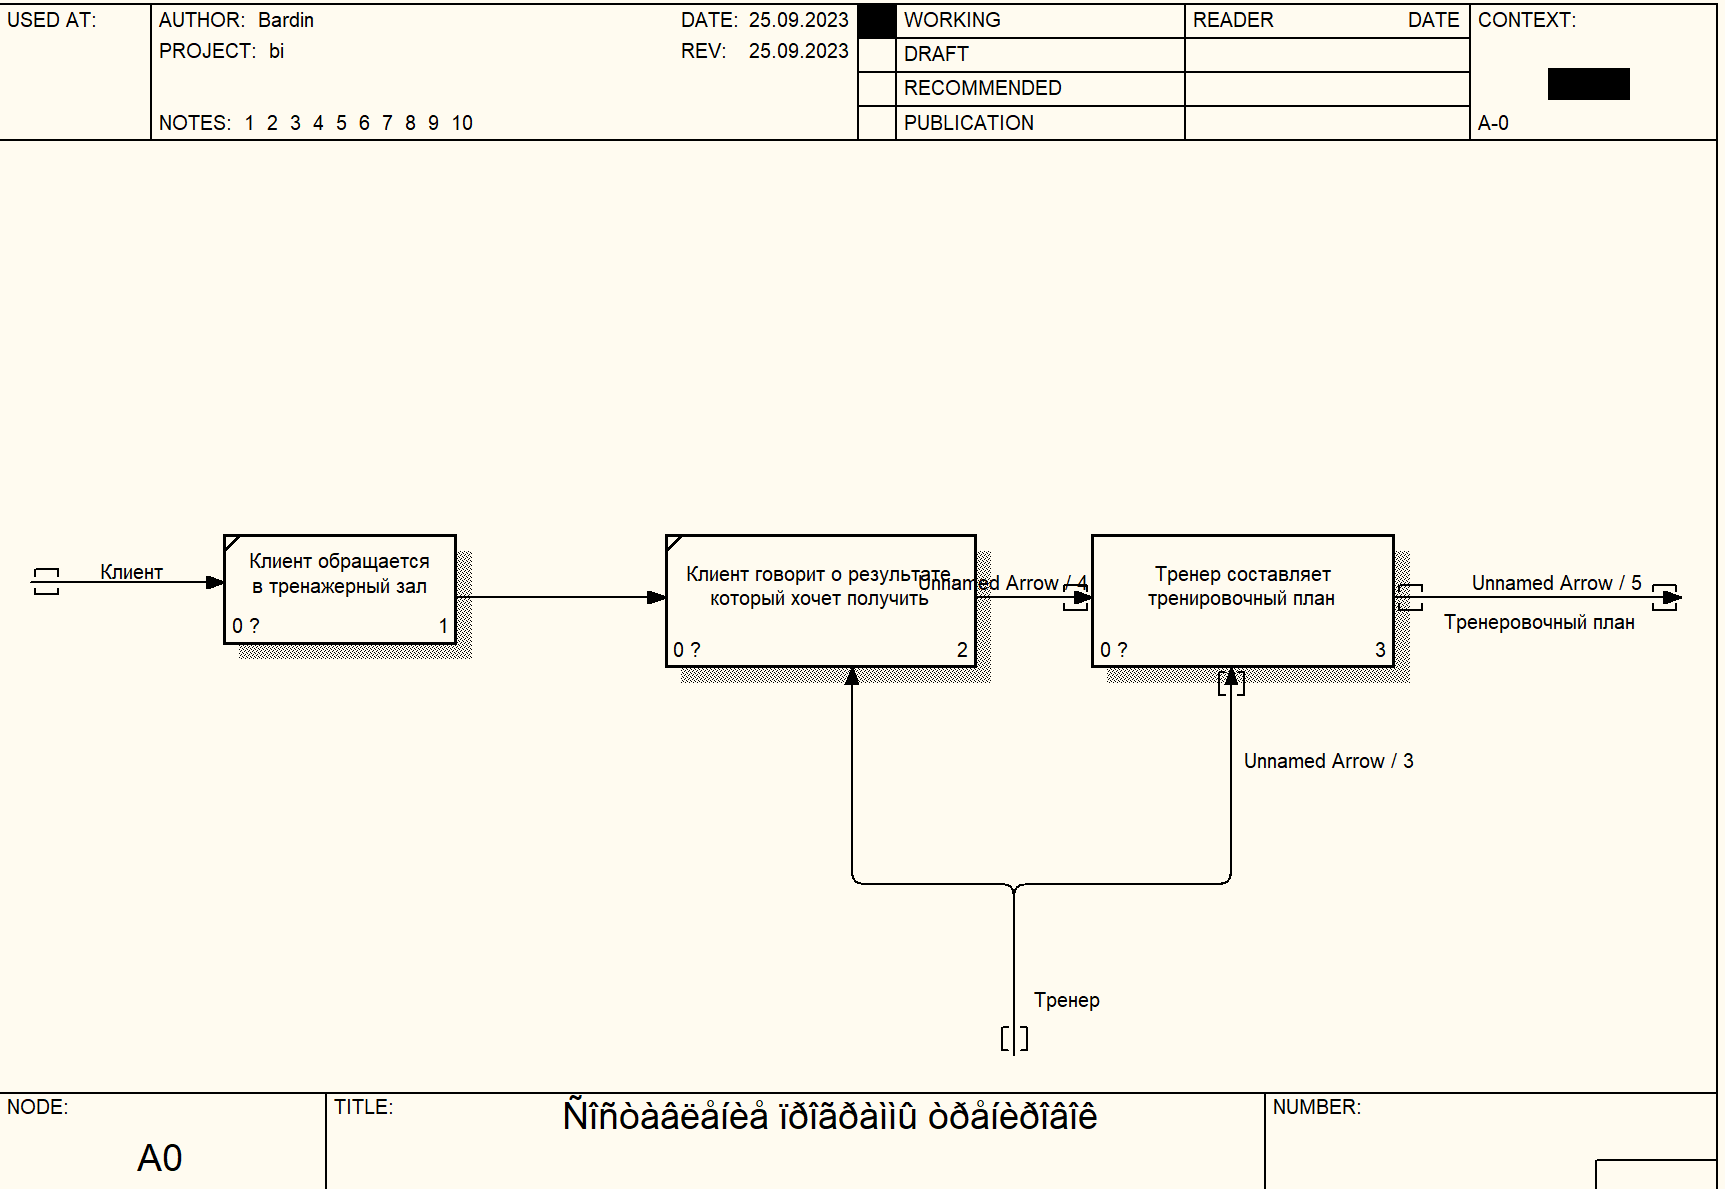 USED AT:
AUTHOR: Bardin
DATE: 25.09.2023
PROJECT: bi
REV: 25.09.2023
NOTES: 1 2 3 4 5 6 7 8 9 10
WORKING
DRAFT
RECOMMENDED
PUBLICATION
READER DATE
CONTEXT:
A-0
Клиент
Клиент обращается
в тренажерный зал
0 ? 1
Клиент говорит о результате
который хочет получить
0 ? 2
Unnamed Arrow / 4
Тренер составляет
тренировочный план
0 ? 3
Unnamed Arrow / 5
Тренеровочный план
Unnamed Arrow / 3
Тренер
NODE:
A0
TITLE:
Ñîñòàâëåíèå ïðîãðàììû òðåíèðîâîê
NUMBER: